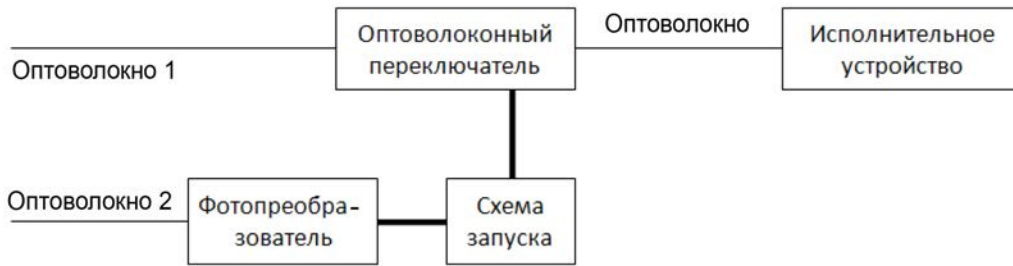 Оптоволоконный
переключатель
Оптоволокно
Исполнительное
устройство
Оптоволокно 1
Оптоволокно 2
Фотопреобра-
зователь
Схема
запуска